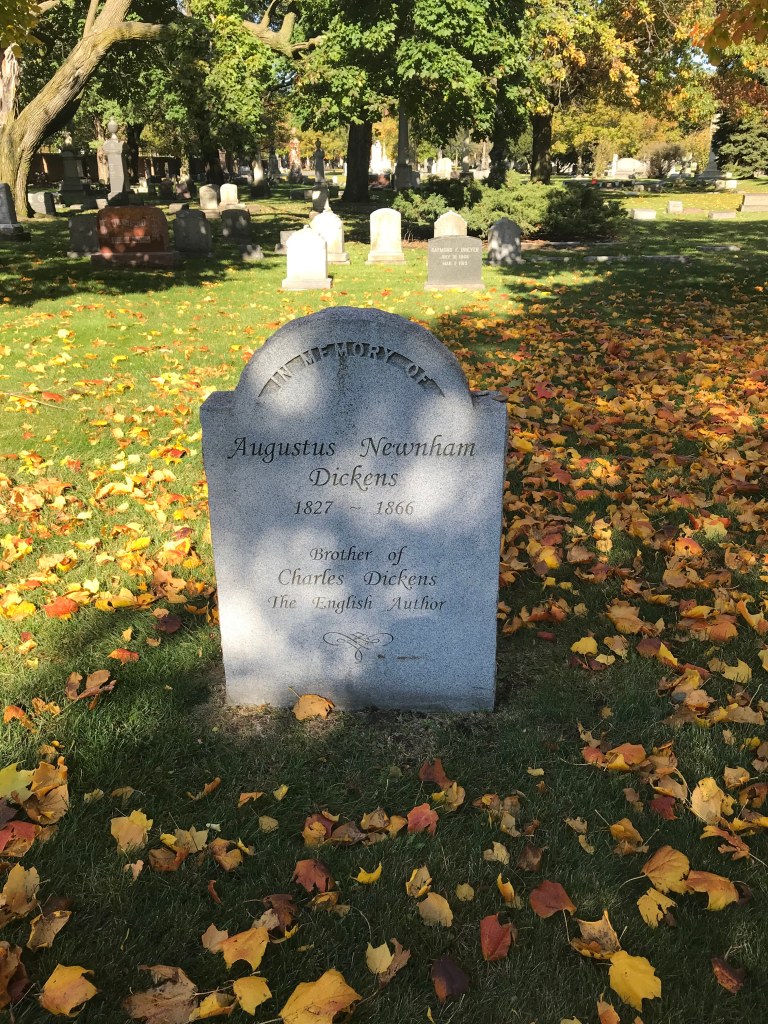 IN MEMORY OF
Augustus Newnham
Dickens
1827 ~ 1866
Brother of
Charles Dickens
The English Author